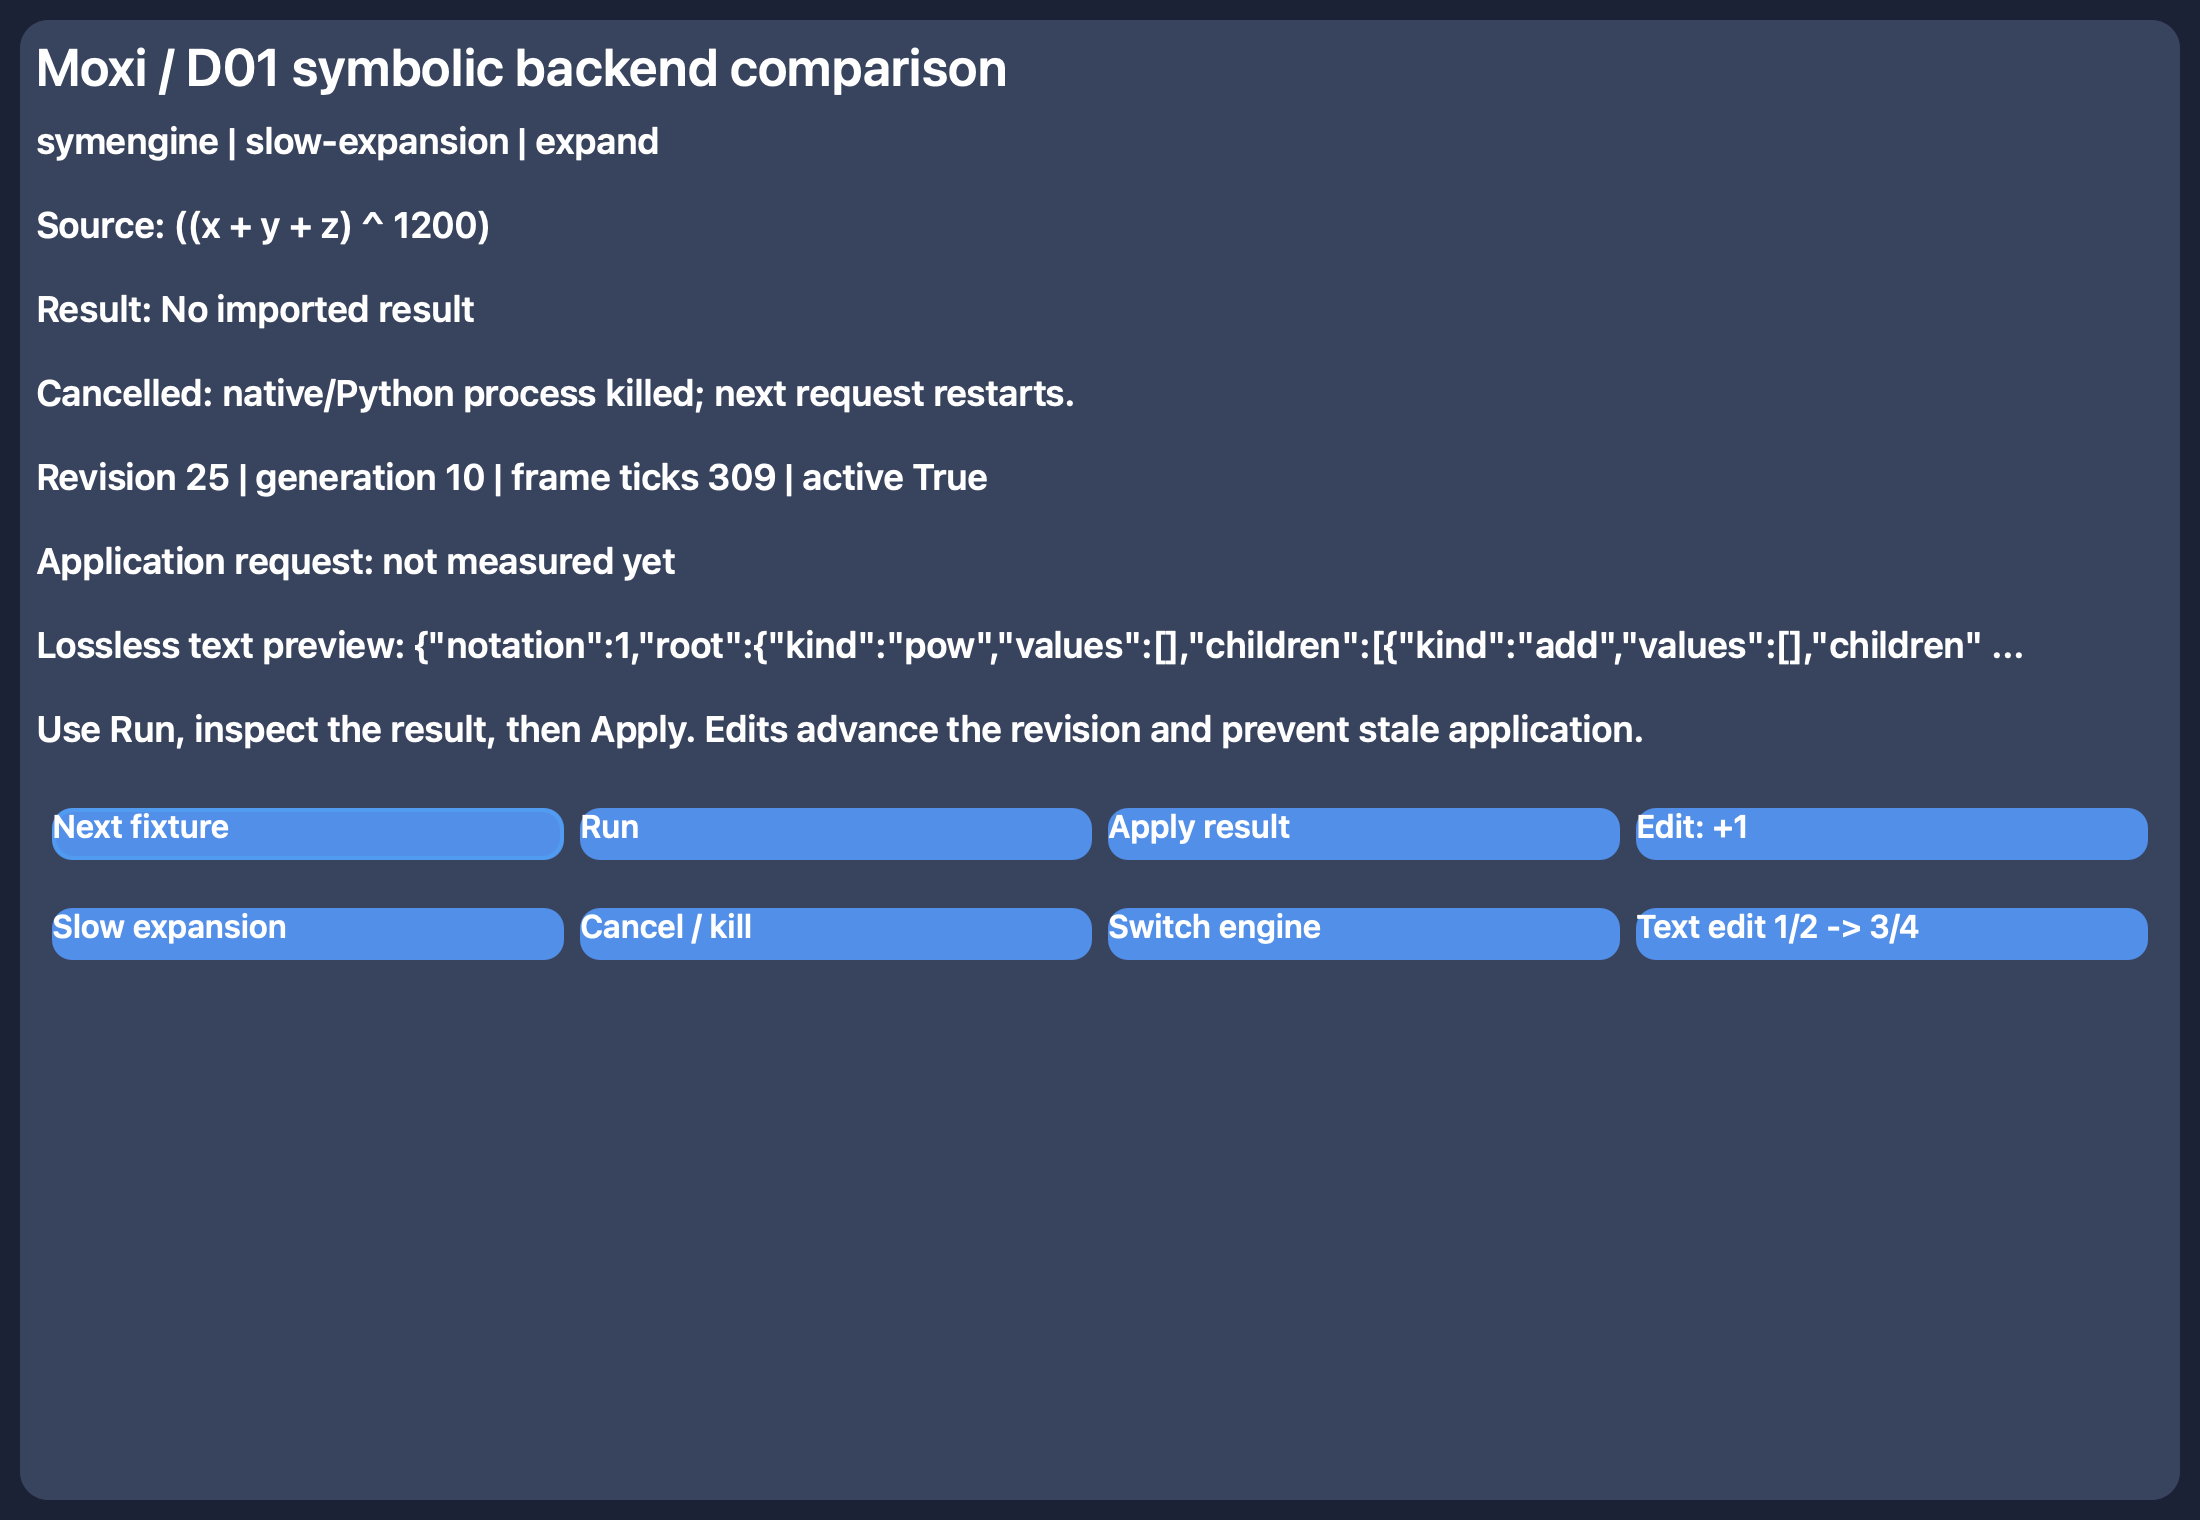 Moxi / D01 symbolic backend comparison
symengine | slow-expansion | expand
Source: ((x + y + z) ^ 1200)
Result: No imported result
Cancelled: native/Python process killed; next request restarts.
Revision 25 | generation 10 | frame ticks 309 | active True
Application request: not measured yet
Lossless text preview: {"notation":1,"root":{"kind":"pow","values":[],"children":[{"kind":"add","values":[],"children" ...
Use Run, inspect the result, then Apply. Edits advance the revision and prevent stale application.
Next fixture
Run
Apply result
Edit: +1
Slow expansion
Cancel / kill
Switch engine
Text edit 1/2 -> 3/4